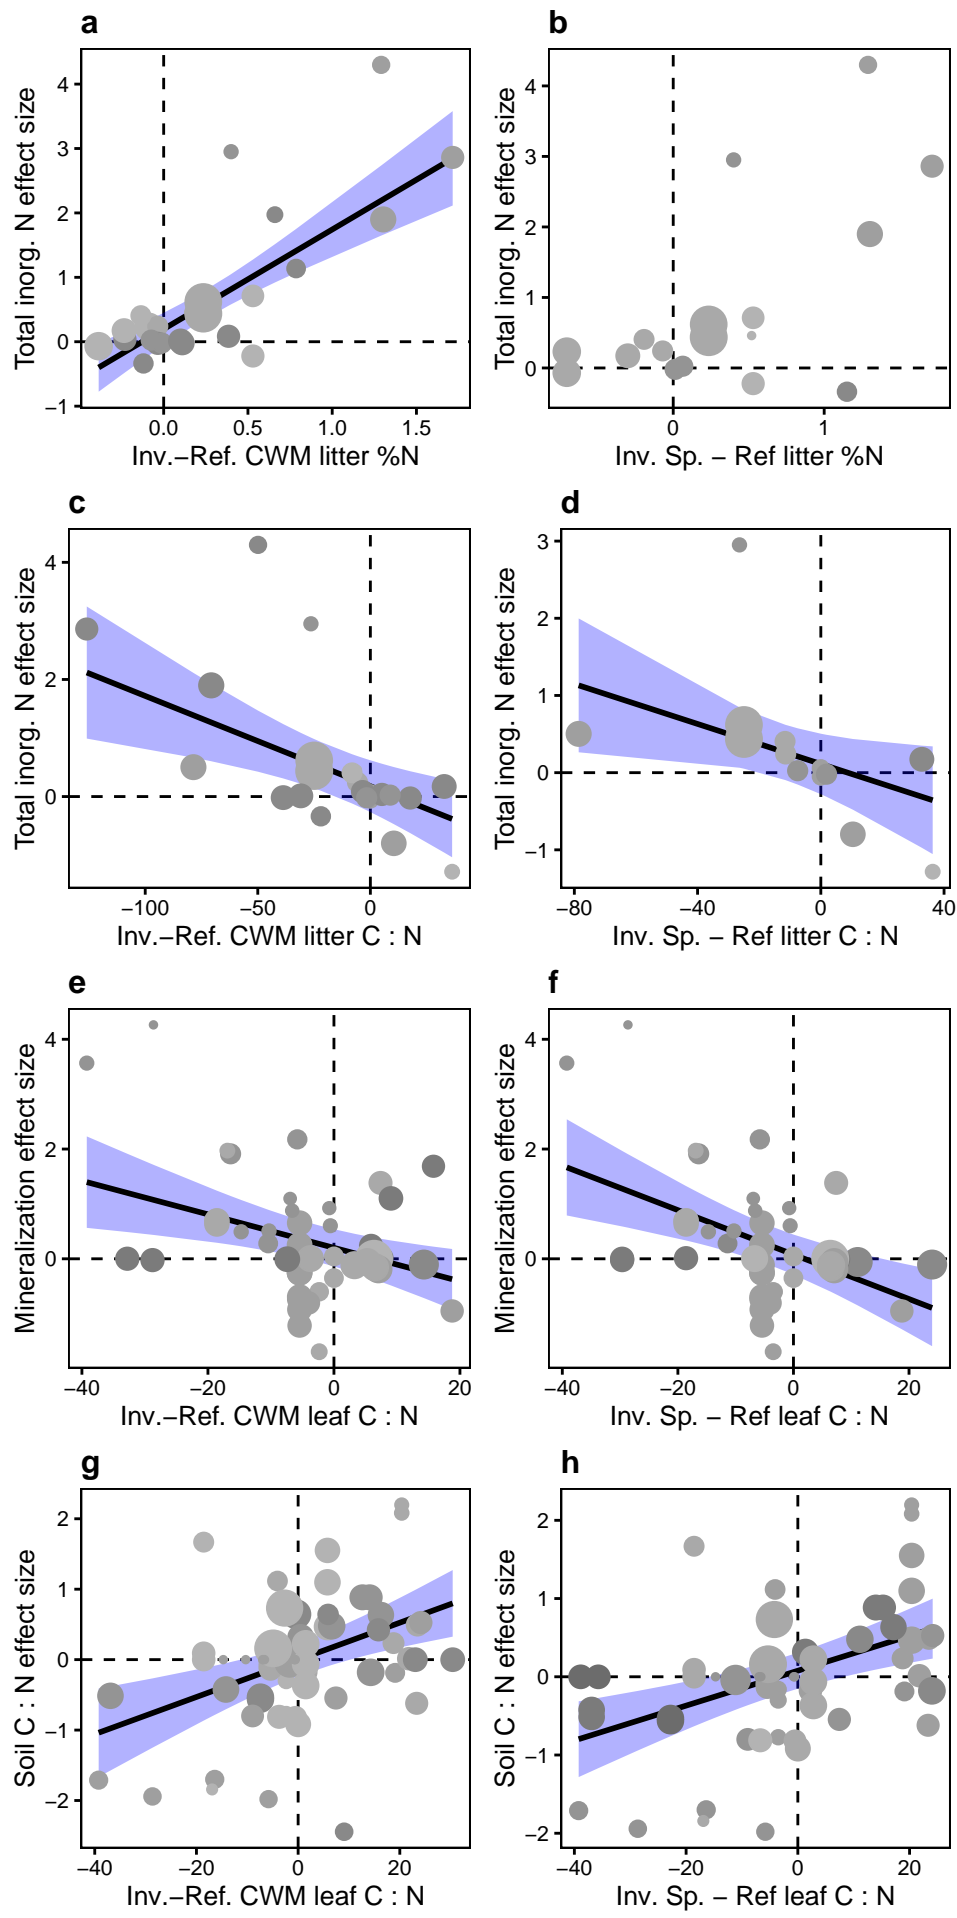 a
b
Total inorg. N effect size
4
3
2
1
0
−1
0.0
0.5
1.0
1.5
Inv.−Ref. CWM litter %N
Total inorg. N effect size
4
3
2
1
0
0
1
Inv. Sp. − Ref litter %N
c
d
Total inorg. N effect size
4
2
0
−100
−50
0
Inv.−Ref. CWM litter C : N
Total inorg. N effect size
3
2
1
0
−1
−80
−40
0
40
Inv. Sp. − Ref litter C : N
e
f
Mineralization effect size
4
2
0
−40
−20
0
20
Inv.−Ref. CWM leaf C : N
Mineralization effect size
4
2
0
−40
−20
0
20
Inv. Sp. − Ref leaf C : N
g
h
Soil C : N effect size
2
1
0
−1
−2
−40
−20
0
20
Inv.−Ref. CWM leaf C : N
Soil C : N effect size
2
1
0
−1
−2
−40
−20
0
20
Inv. Sp. − Ref leaf C : N